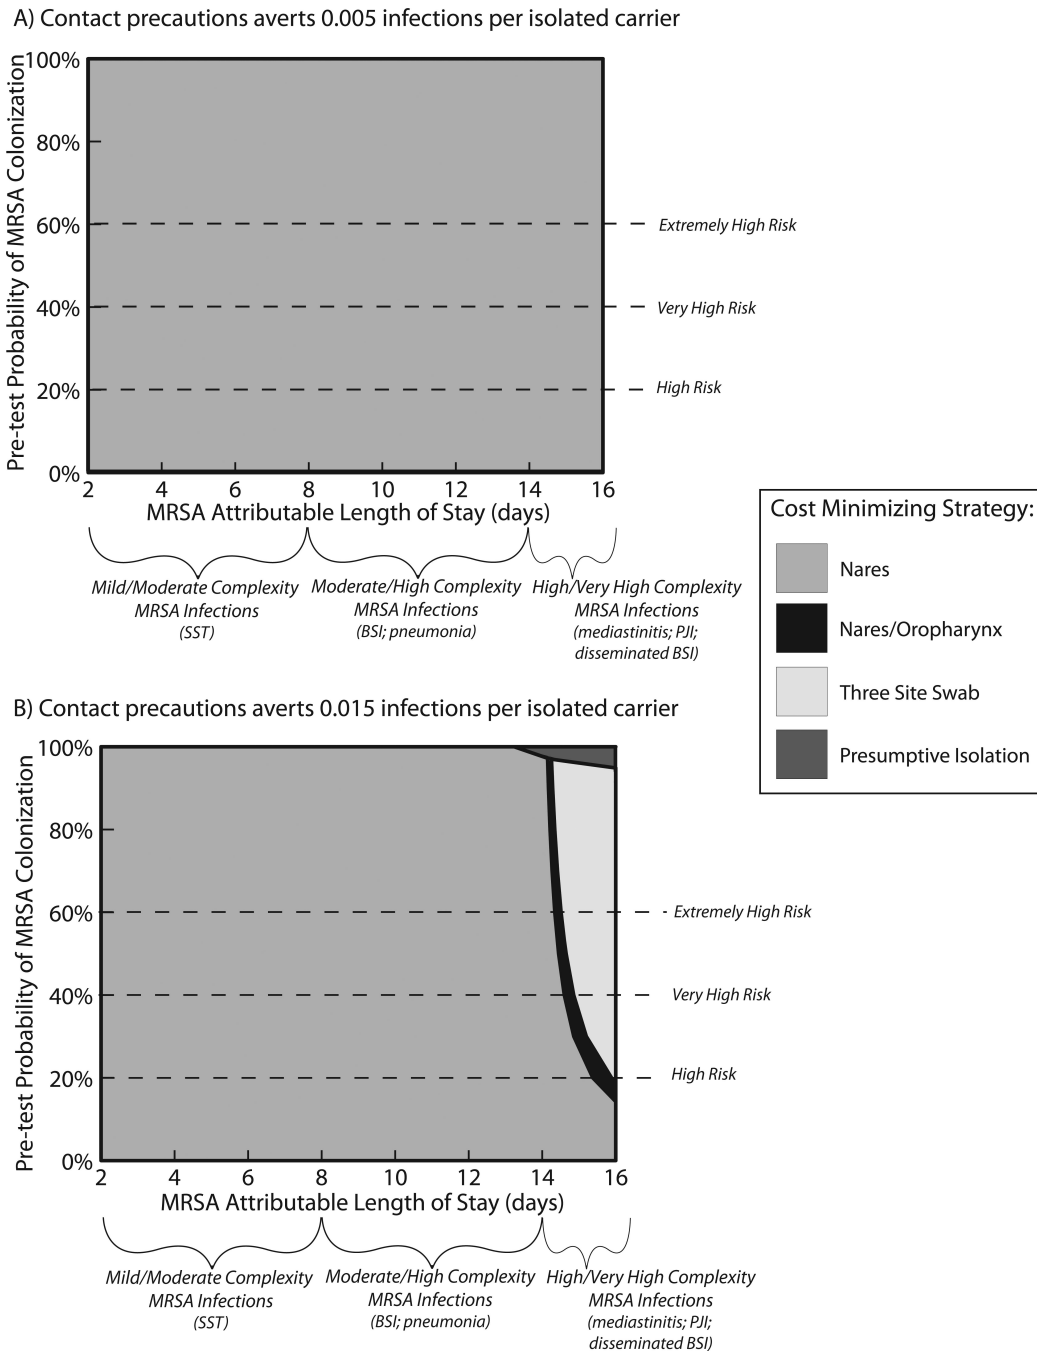 A) Contact precautions averts 0.005 infections per isolated carrier
Pre-test Probability of MRSA Colonization
100%
80%
60%
40%
20%
0%
Extremely High Risk
Very High Risk
High Risk
2 4 6 8 10 12 14 16
MRSA Attributable Length of Stay (days)
Mild/Moderate Complexity
MRSA Infections
(SST)
Moderate/High Complexity
MRSA Infections
(BSI; pneumonia)
High/Very High Complexity
MRSA Infections
(mediastinitis; PJI;
disseminated BSI)
Cost Minimizing Strategy:
Nares
Nares/Oropharynx
Three Site Swab
Presumptive Isolation
B) Contact precautions averts 0.015 infections per isolated carrier
Pre-test Probability of MRSA Colonization
100%
80%
60%
40%
20%
0%
Extremely High Risk
Very High Risk
High Risk
2 4 6 8 10 12 14 16
MRSA Attributable Length of Stay (days)
Mild/Moderate Complexity
MRSA Infections
(SST)
Moderate/High Complexity
MRSA Infections
(BSI; pneumonia)
High/Very High Complexity
MRSA Infections
(mediastinitis; PJI;
disseminated BSI)